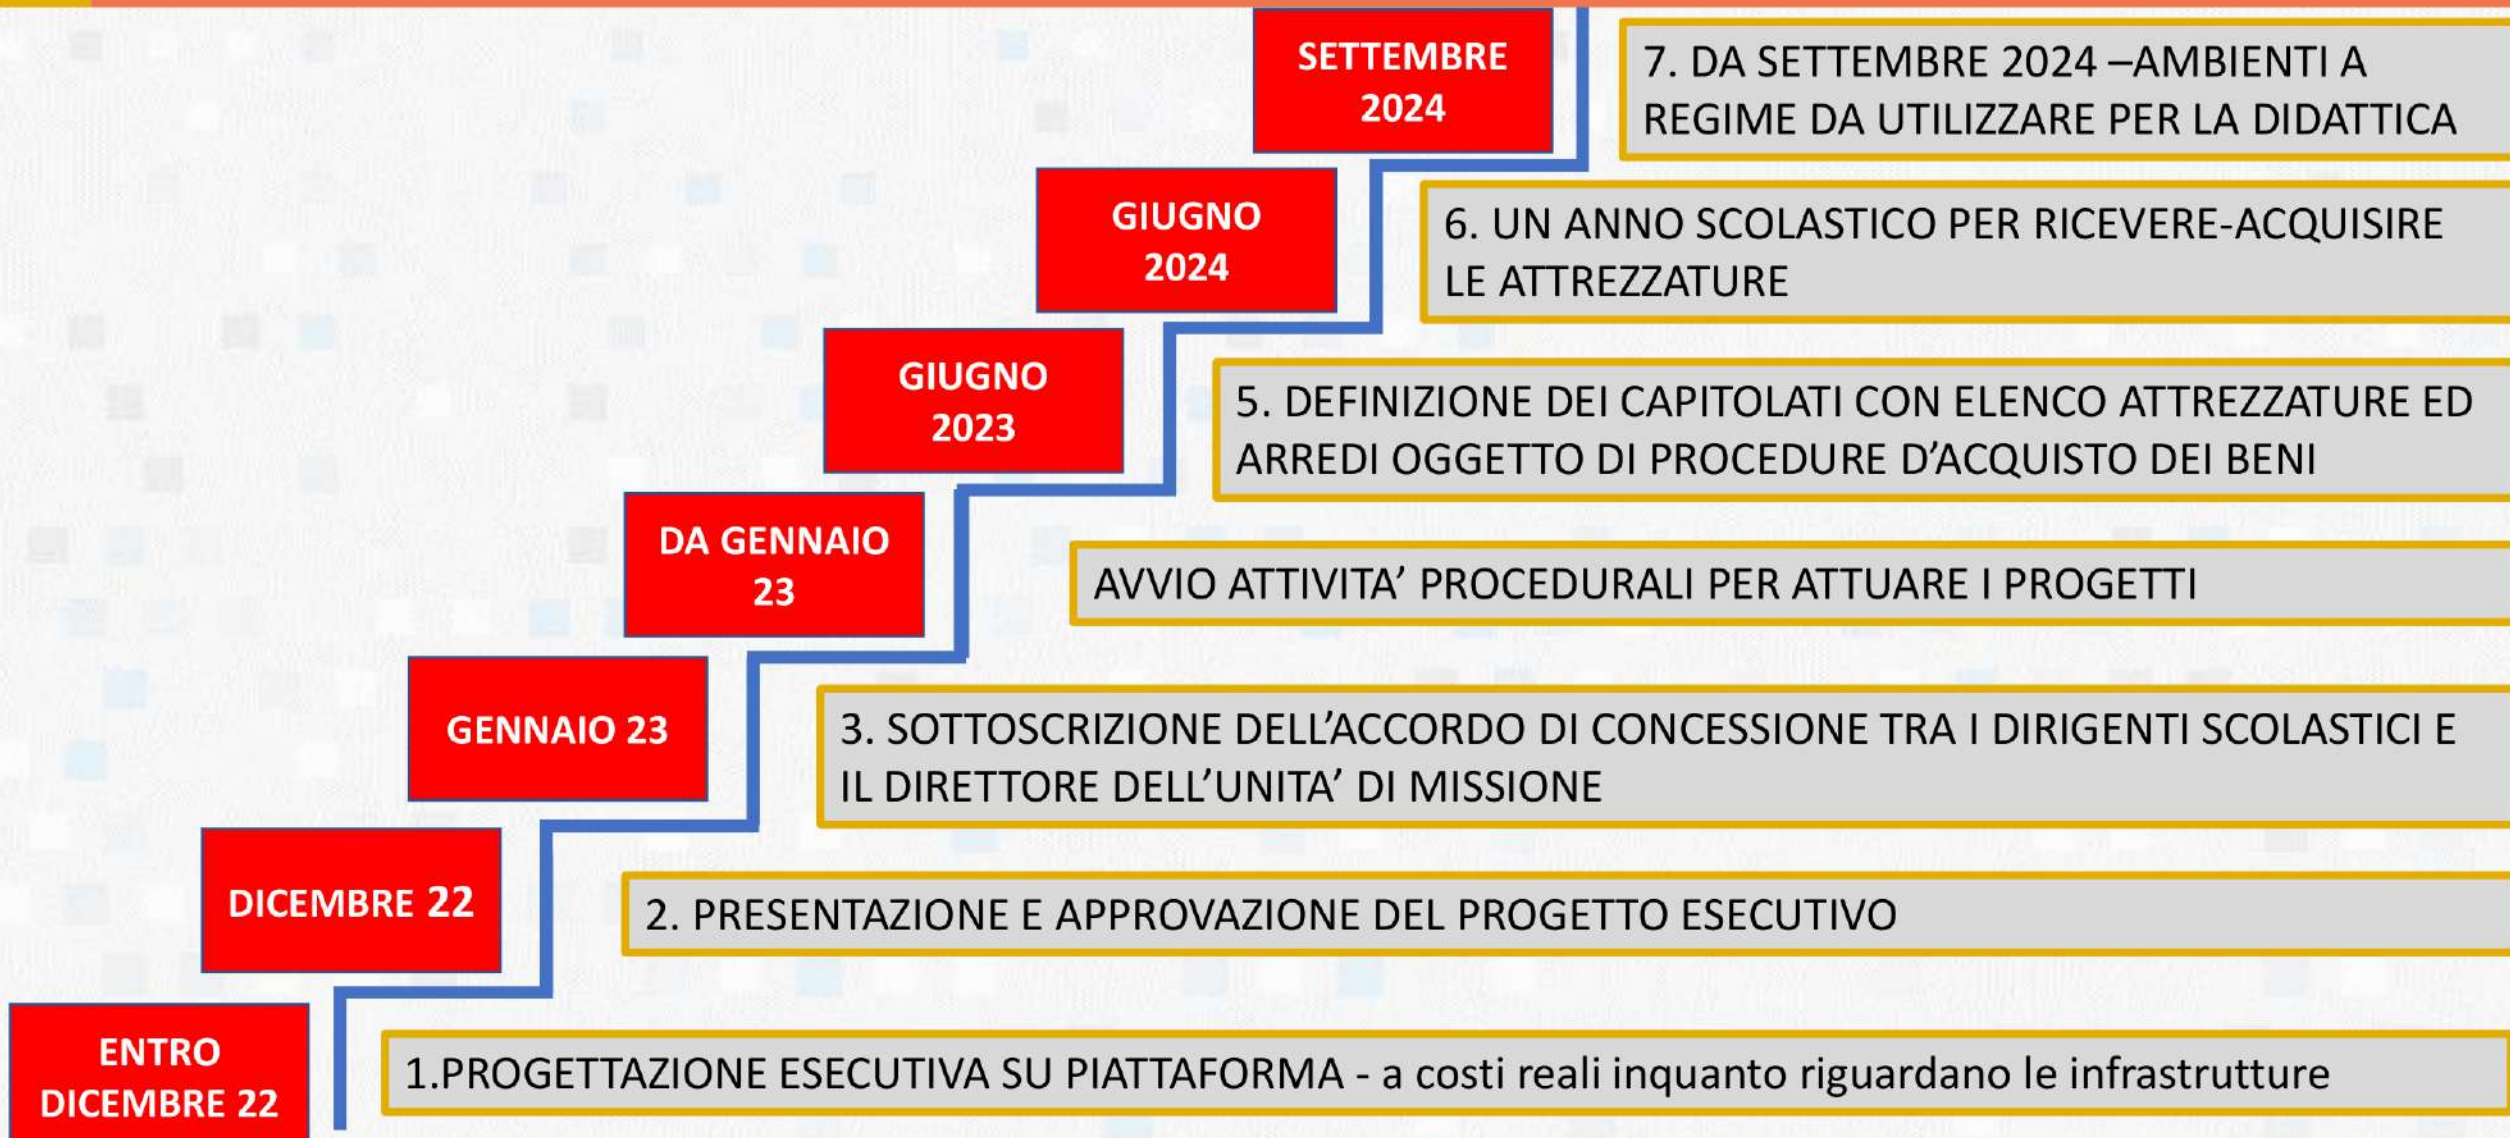 SETTEMBRE
2024
7. DA SETTEMBRE 2024 –AMBIENTI A
REGIME DA UTILIZZARE PER LA DIDATTICA
GIUGNO
2024
6. UN ANNO SCOLASTICO PER RICEVERE-ACQUISIRE
LE ATTREZZATURE
GIUGNO
2023
5. DEFINIZIONE DEI CAPITOLATI CON ELENCO ATTREZZATURE ED
ARREDI OGGETTO DI PROCEDURE D’ACQUISTO DEI BENI
DA GENNAIO
23
AVVIO ATTIVITA’ PROCEDURALI PER ATTUARE I PROGETTI
GENNAIO 23
3. SOTTOSCRIZIONE DELL’ACCORDO DI CONCESSIONE TRA I DIRIGENTI SCOLASTICI E
IL DIRETTORE DELL’UNITA’ DI MISSIONE
DICEMBRE 22
2. PRESENTAZIONE E APPROVAZIONE DEL PROGETTO ESECUTIVO
ENTRO
DICEMBRE 22
1.PROGETTAZIONE ESECUTIVA SU PIATTAFORMA - a costi reali inquanto riguardano le infrastrutture